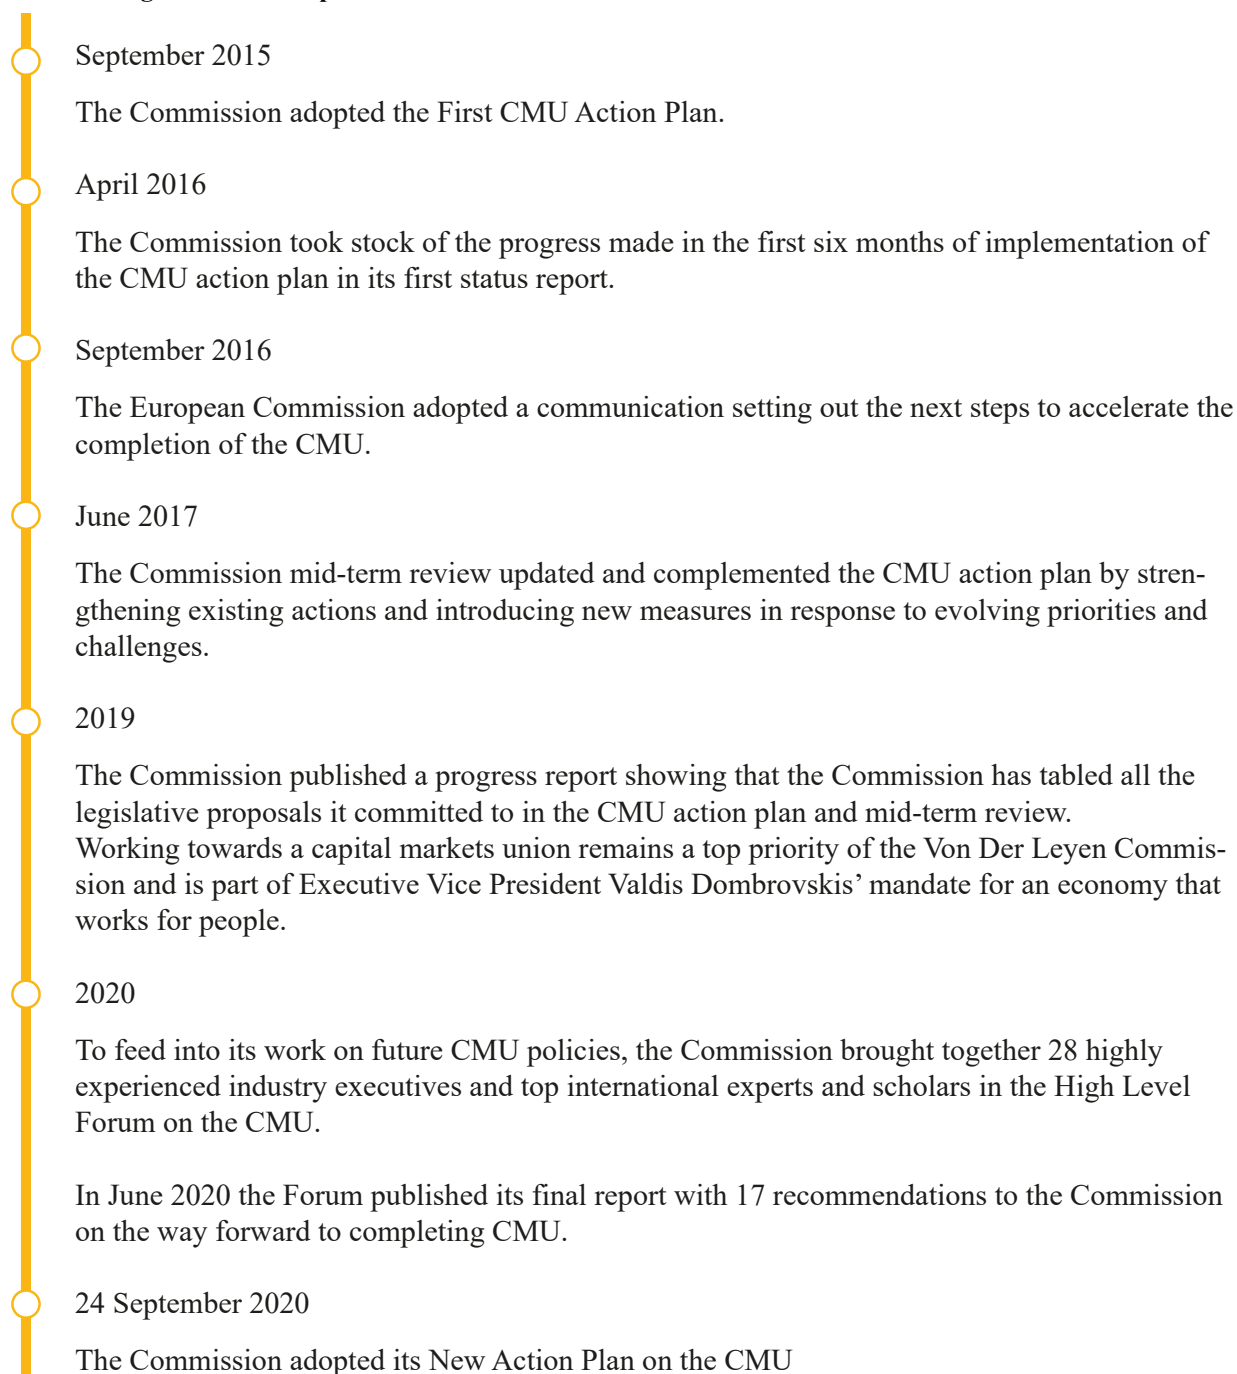 September 2015
The Commission adopted the First CMU Action Plan.
April 2016
The Commission took stock of the progress made in the first six months of implementation of
the CMU action plan in its first status report.
September 2016
The European Commission adopted a communication setting out the next steps to accelerate the
completion of the CMU.
June 2017
The Commission mid-term review updated and complemented the CMU action plan by stren-
gthening existing actions and introducing new measures in response to evolving priorities and
challenges.
2019
The Commission published a progress report showing that the Commission has tabled all the
legislative proposals it committed to in the CMU action plan and mid-term review.
Working towards a capital markets union remains a top priority of the Von Der Leyen Commis-
sion and is part of Executive Vice President Valdis Dombrovskis’ mandate for an economy that
works for people.
2020
To feed into its work on future CMU policies, the Commission brought together 28 highly
experienced industry executives and top international experts and scholars in the High Level
Forum on the CMU.
In June 2020 the Forum published its final report with 17 recommendations to the Commission
on the way forward to completing CMU.
24 September 2020
The Commission adopted its New Action Plan on the CMU